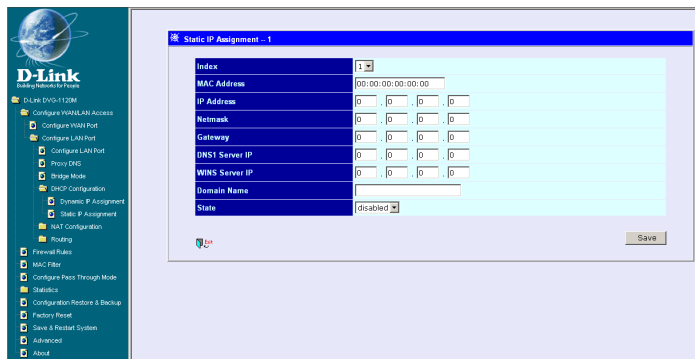 D-Link
Building Networks for People
D-Link DVG-1120M
Configure WAN/LAN Access
Configure WAN Port
Configure LAN Port
Configure LAN Port
Proxy DNS
Bridge Mode
DHCP Configuration
Dynamic IP Assignment
Static IP Assignment
NAT Configuration
Routing
Firewall Rules
MAC Filter
Configure Pass Through Mode
Statistics
Configuration Restore & Backup
Factory Reset
Save & Restart System
Advanced
About
Static IP Assignment -- 1
Index 1
MAC Address 00:00:00:00:00:00
IP Address 0 . 0 . 0 . 0
Netmask 0 . 0 . 0 . 0
Gateway 0 . 0 . 0 . 0
DNS1 Server IP 0 . 0 . 0 . 0
WINS Server IP 0 . 0 . 0 . 0
Domain Name
State disabled
Exit
Save